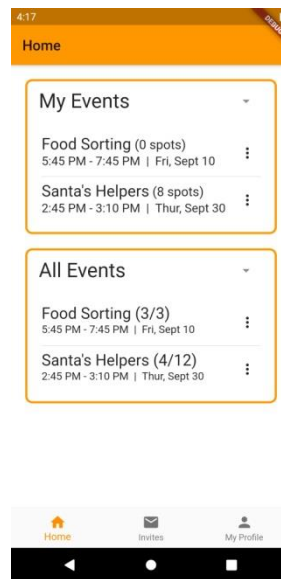 4:17
DEBUG
Home
My Events
Food Sorting (0 spots)
5:45 PM - 7:45 PM | Fri, Sept 10
Santa's Helpers (8 spots)
2:45 PM - 3:10 PM | Thur, Sept 30
All Events
Food Sorting (3/3)
5:45 PM - 7:45 PM | Fri, Sept 10
Santa's Helpers (4/12)
2:45 PM - 3:10 PM | Thur, Sept 30
Home Invites My Profile